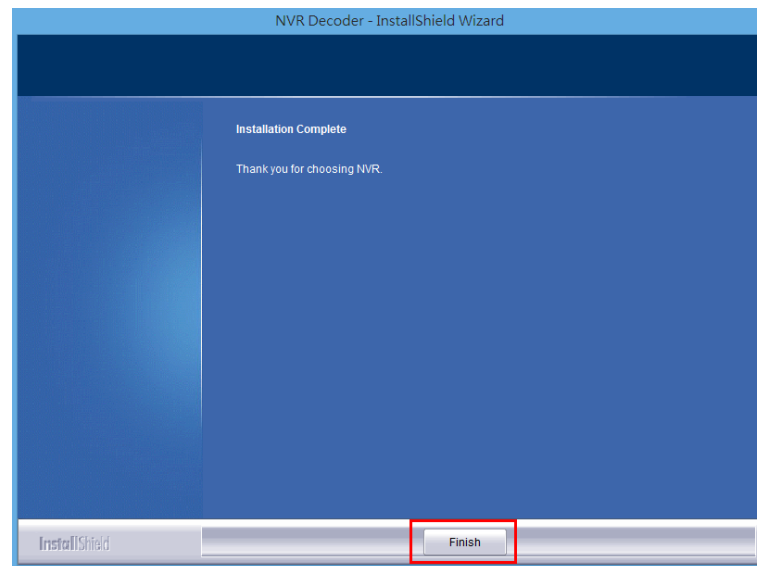 NVR Decoder - InstallShield Wizard
Installation Complete
Thank you for choosing NVR.
InstallShield
Finish